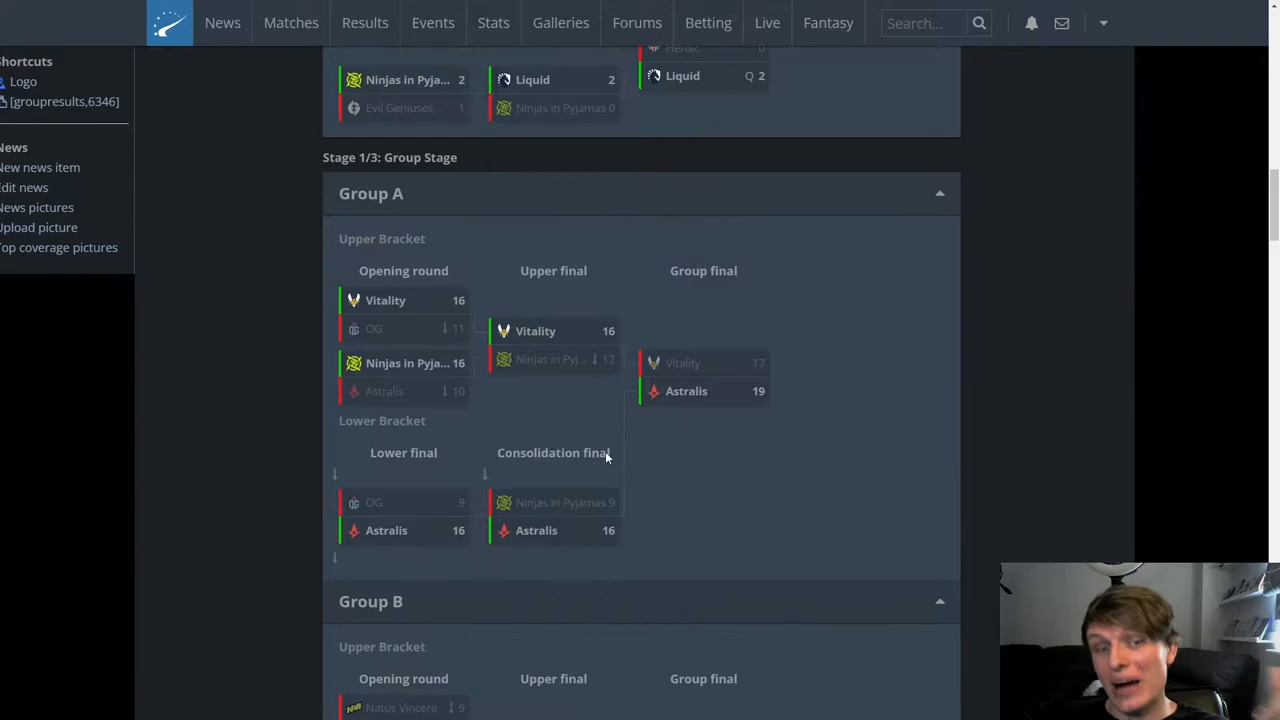 News Matches Results Events Stats Galleries Forums Betting Live Fantasy Search...
Shortcuts
Logo
[groupresults,6346]
News
New news item
Edit news
News pictures
Upload picture
Top coverage pictures
Heroic 0
Ninjas in Pyja... 2 Liquid 2 Liquid Q 2
Evil Geniuses 1 Ninjas in Pyjamas 0
Stage 1/3: Group Stage
Group A
Upper Bracket
Opening round Upper final Group final
Vitality 16
OG 11
Vitality 16
Ninjas in Pyj... 12
Ninjas in Pyja... 16
Astralis 10
Vitality 17
Astralis 19
Lower Bracket
Lower final Consolidation final
OG 9 Ninjas in Pyjamas 9
Astralis 16 Astralis 16
Group B
Upper Bracket
Opening round Upper final Group final
Natus Vincere 9